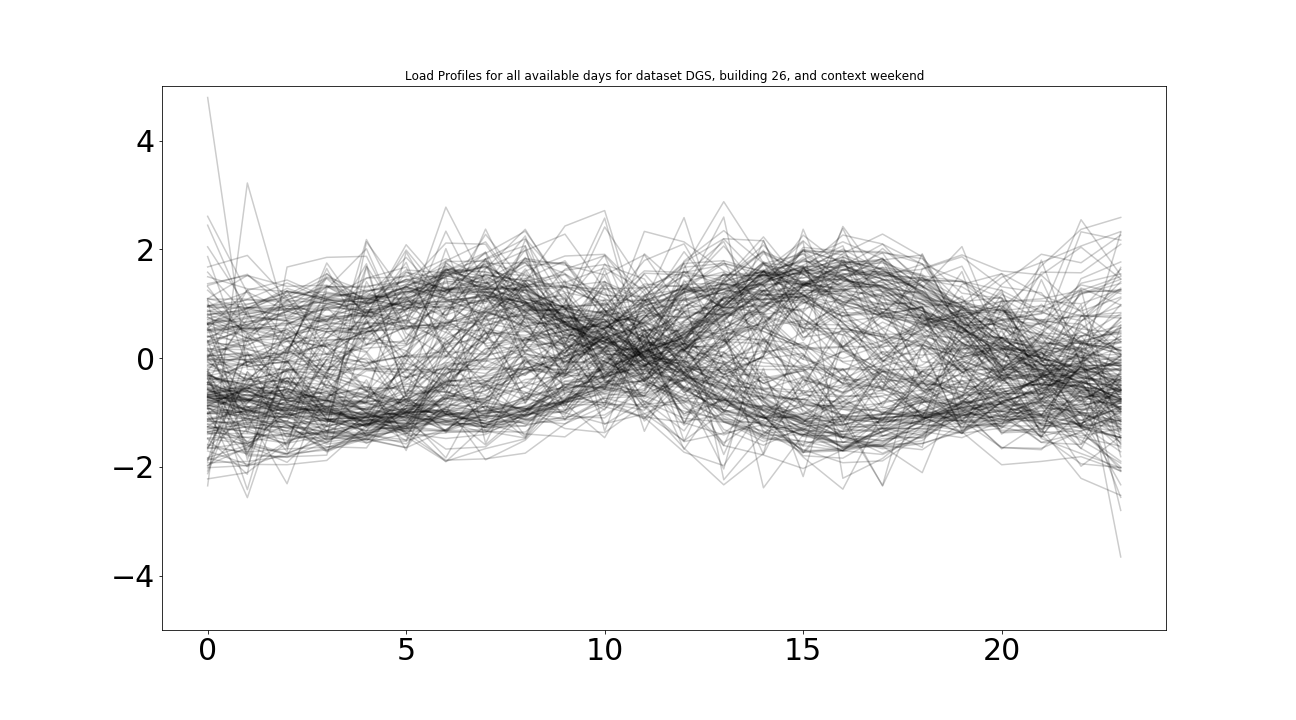 Load Profiles for all available days for dataset DGS, building 26, and context weekend
4
2
0
−2
−4
0 5 10 15 20